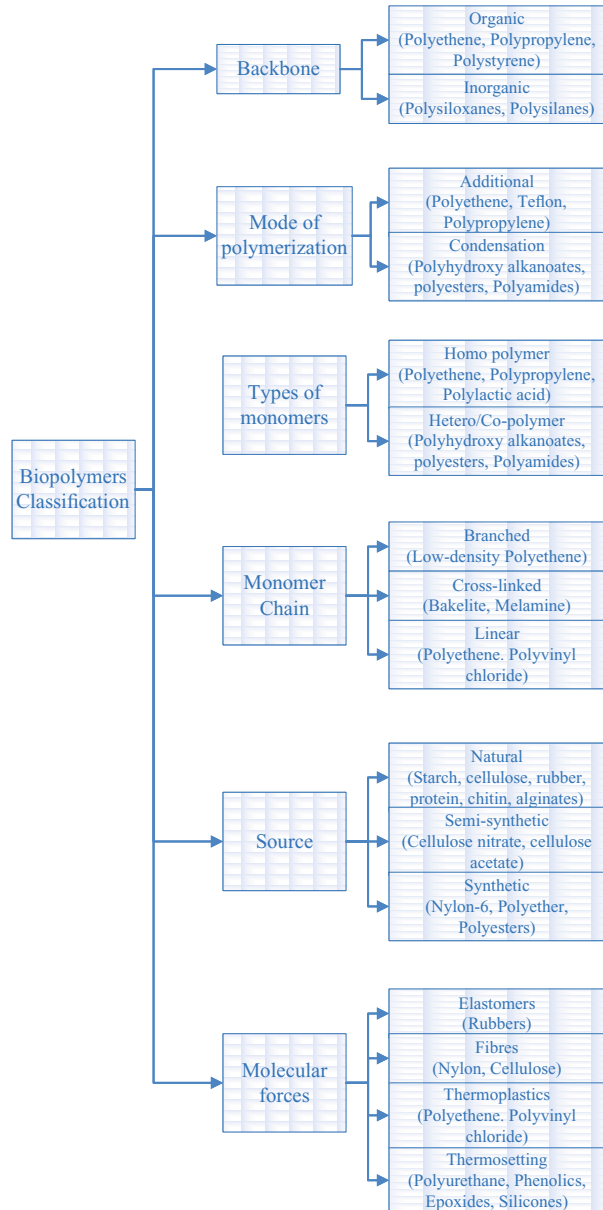 Organic
(Polyethene, Polypropylene,
Polystyrene)
Backbone
Inorganic
(Polysiloxanes, Polysilanes)
Additional
(Polyethene, Teflon,
Polypropylene)
Mode of
polymerization
Condensation
(Polyhydroxy alkanoates,
polyesters, Polyamides)
Homo polymer
(Polyethene, Polypropylene,
Polylactic acid)
Types of
monomers
Hetero/Co-polymer
(Polyhydroxy alkanoates,
polyesters, Polyamides)
Biopolymers
Classification
Branched
(Low-density Polyethene)
Monomer
Chain
Cross-linked
(Bakelite, Melamine)
Linear
(Polyethene. Polyvinyl
chloride)
Natural
(Starch, cellulose, rubber,
protein, chitin, alginates)
Source
Semi-synthetic
(Cellulose nitrate, cellulose
acetate)
Synthetic
(Nylon-6, Polyether,
Polyesters)
Elastomers
(Rubbers)
Fibres
(Nylon, Cellulose)
Molecular
forces
Thermoplastics
(Polyethene. Polyvinyl
chloride)
Thermosetting
(Polyurethane, Phenolics,
Epoxides, Silicones)